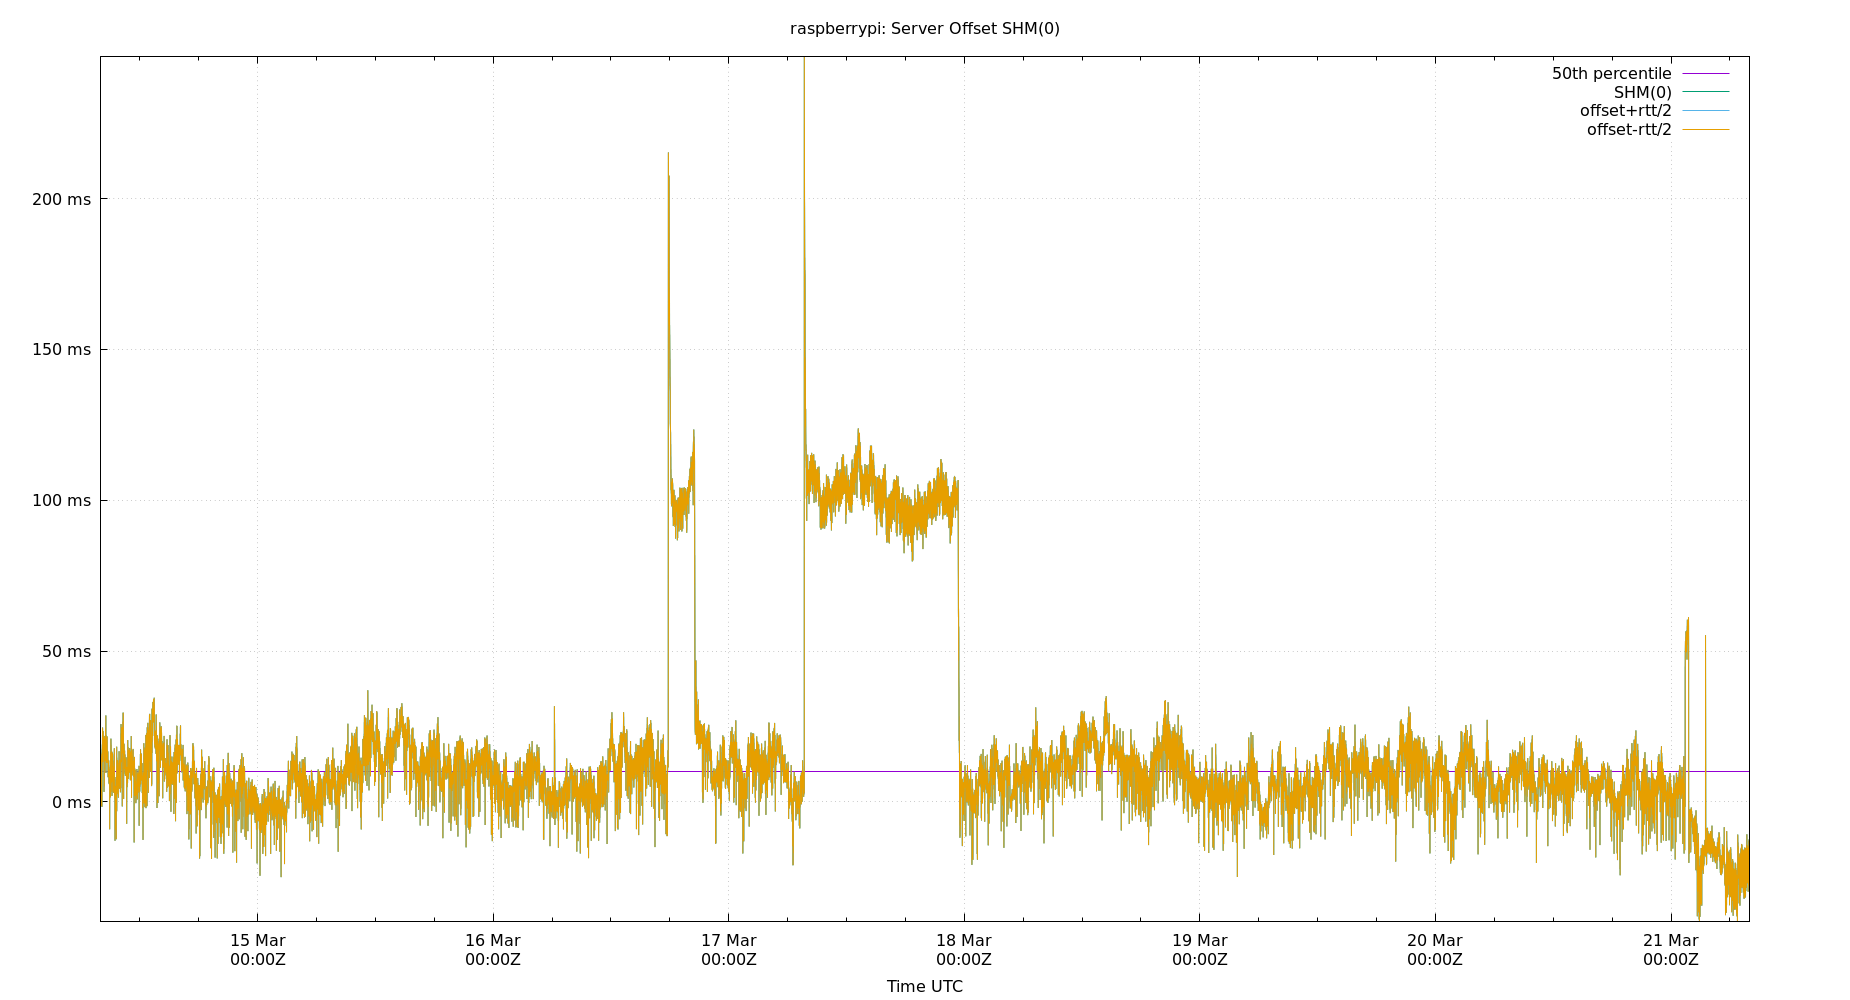 raspberrypi: Server Offset SHM(0)
50th percentile
SHM(0)
offset+rtt/2
offset-rtt/2
200 ms
150 ms
100 ms
50 ms
0 ms
15 Mar 16 Mar 17 Mar 18 Mar 19 Mar 20 Mar 21 Mar
00:00Z 00:00Z 00:00Z 00:00Z 00:00Z 00:00Z 00:00Z
Time UTC